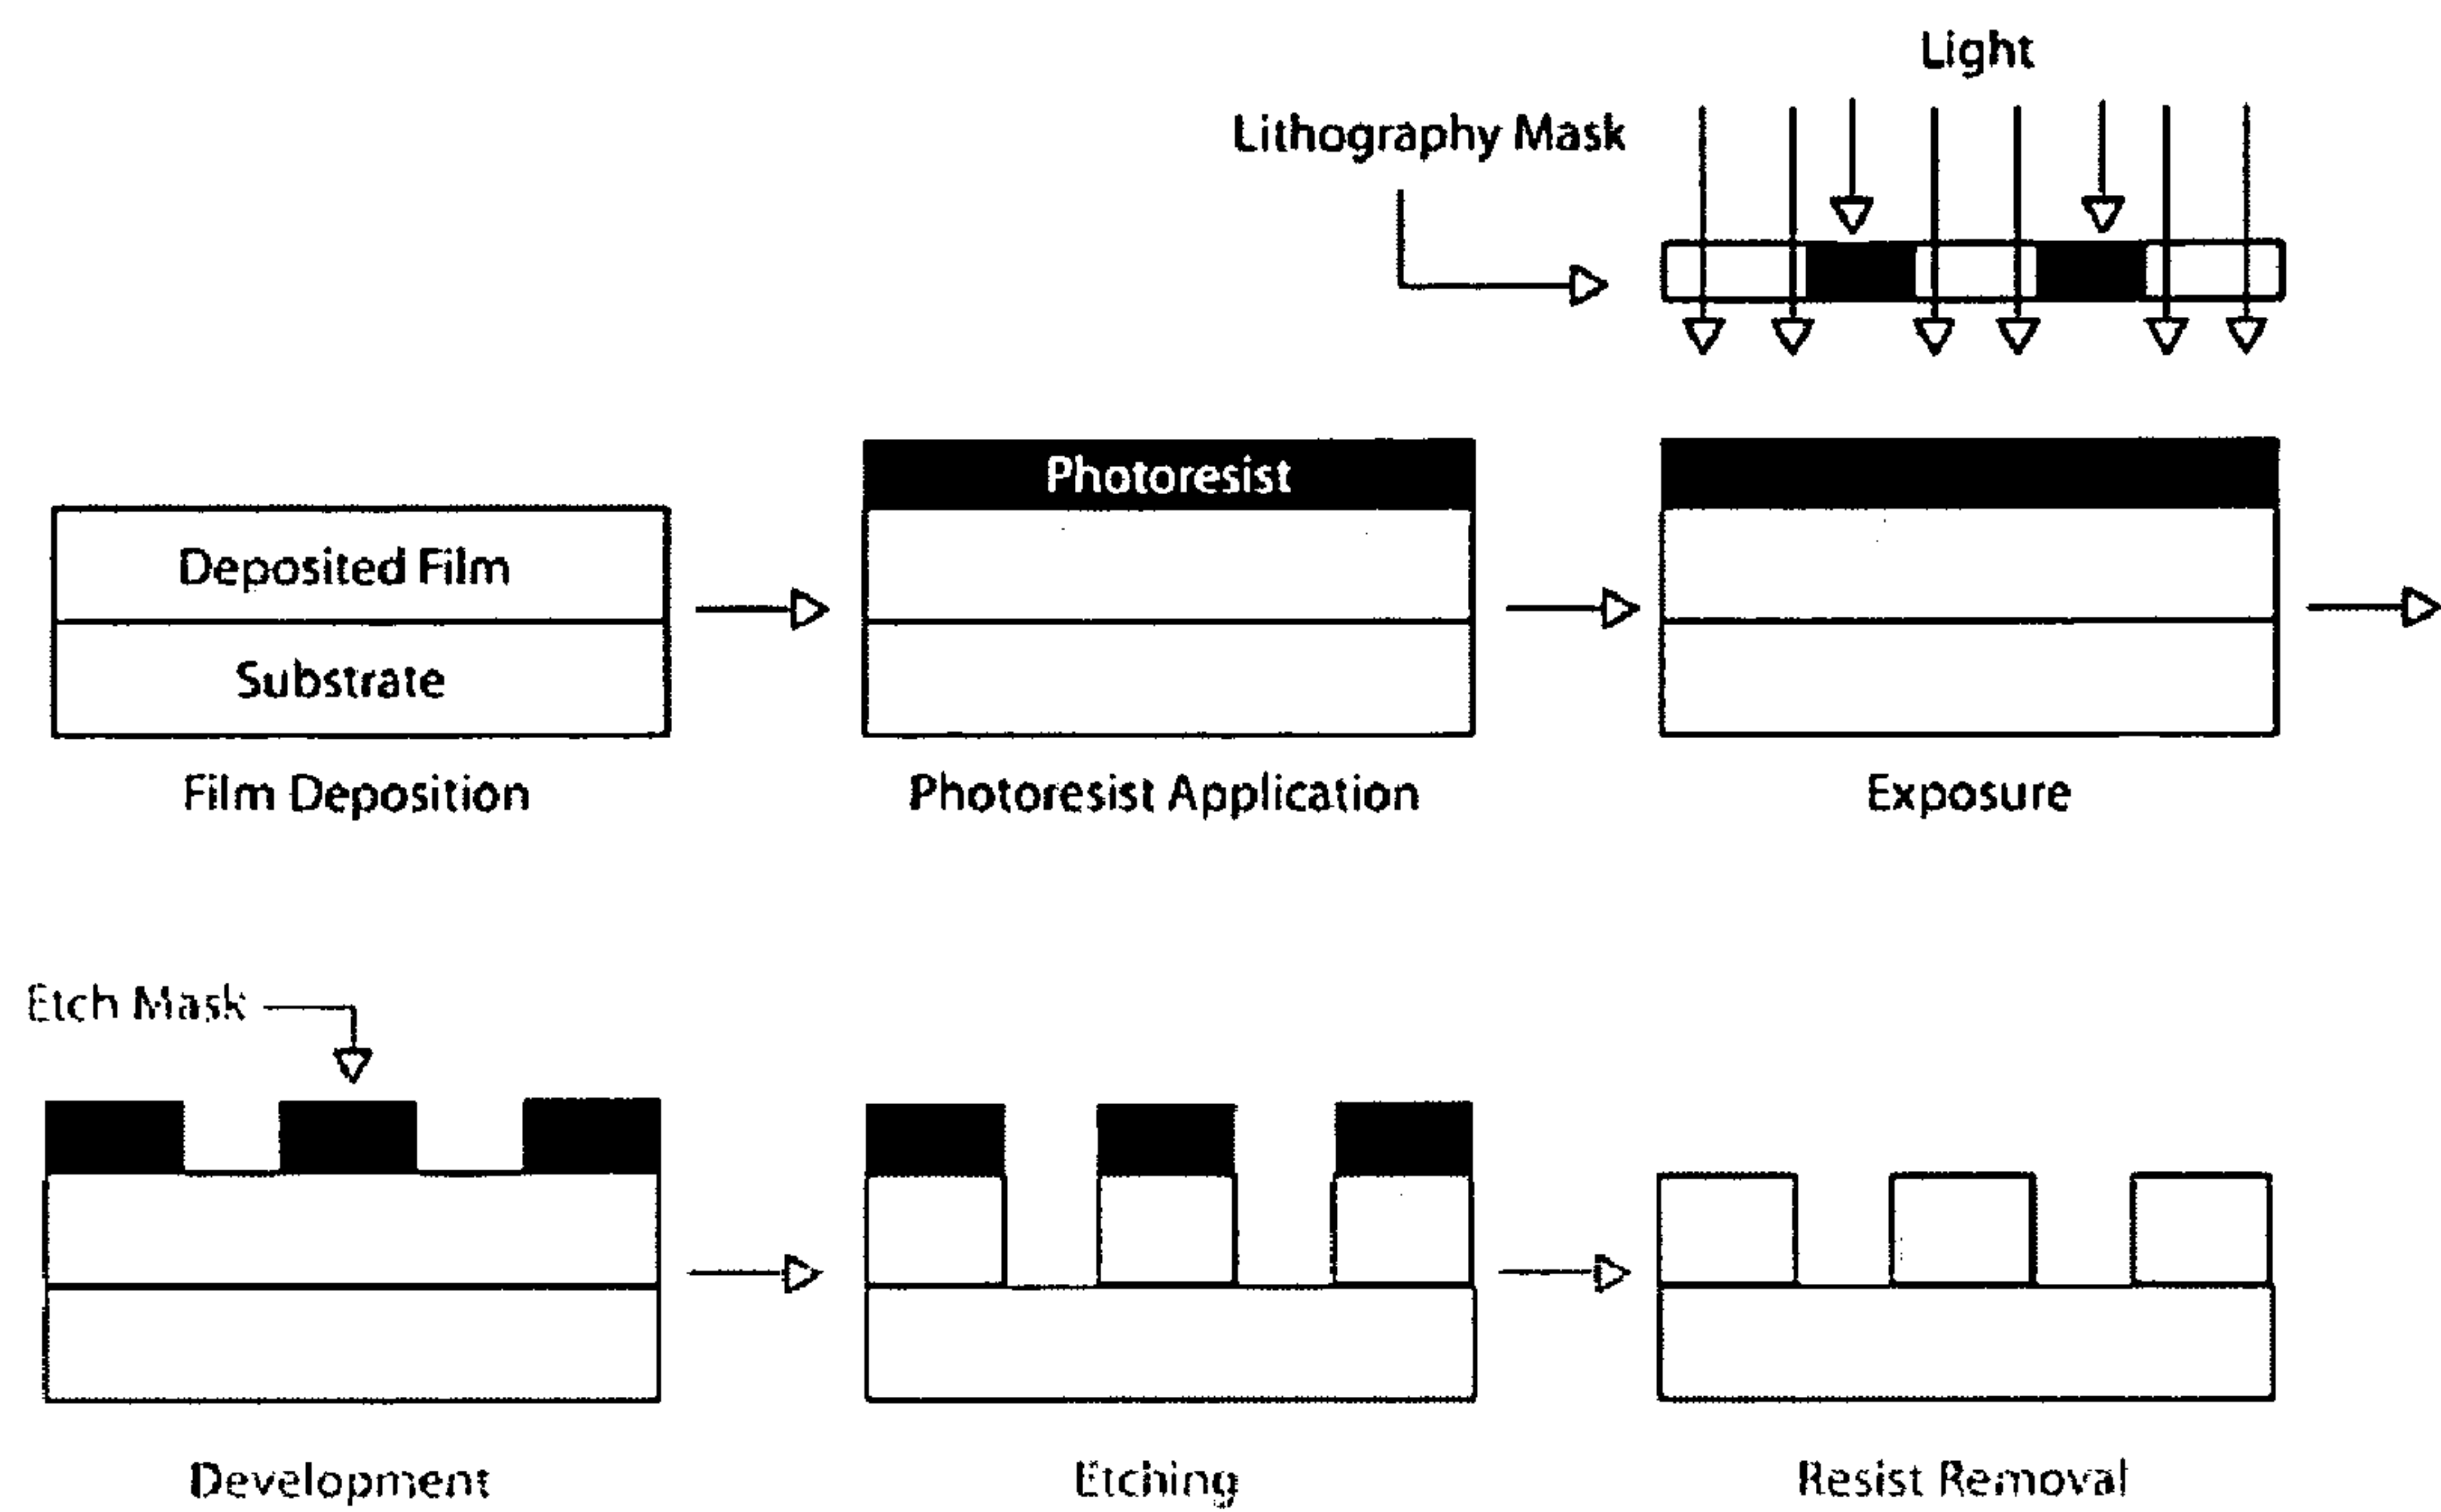 Light
Lithography Mask
Photoresist
Deposited Film
Substrate
Film Deposition
Photoresist Application
Exposure
Etch Mask
Development
Etching
Resist Removal